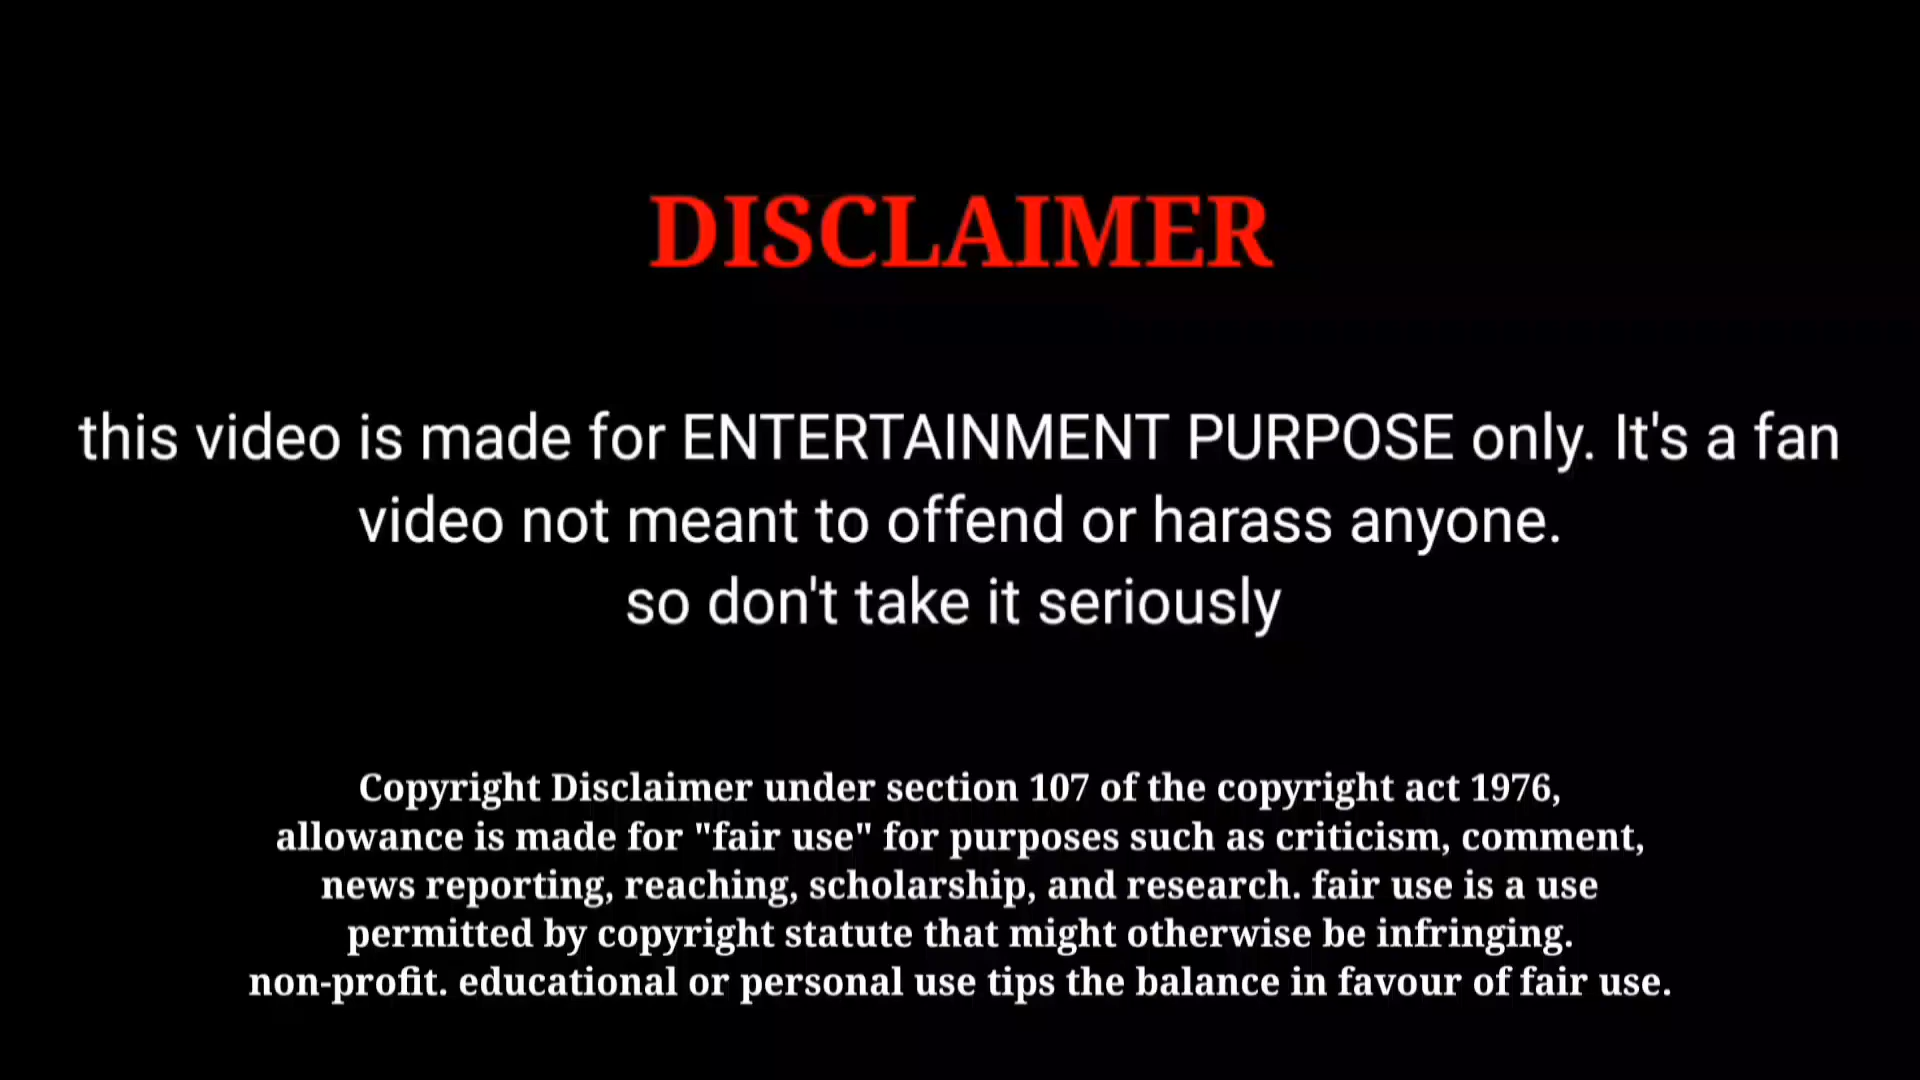 DISCLAIMER
this video is made for ENTERTAINMENT PURPOSE only. It's a fan
video not meant to offend or harass anyone.
so don't take it seriously
Copyright Disclaimer under section 107 of the copyright act 1976,
allowance is made for "fair use" for purposes such as criticism, comment,
news reporting, reaching, scholarship, and research. fair use is a use
permitted by copyright statute that might otherwise be infringing.
non-profit. educational or personal use tips the balance in favour of fair use.